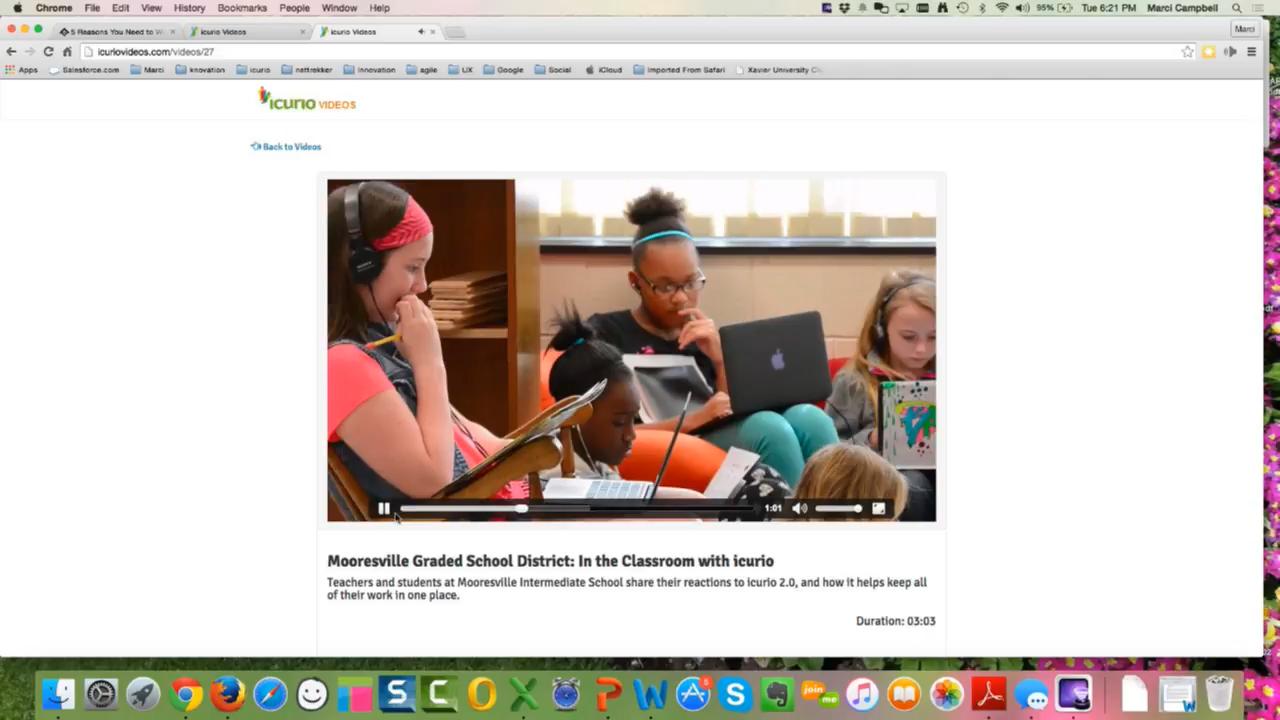 Chrome File Edit View History Bookmarks People Window Help 95% Tue 6:21 PM Marci Campbell
5 Reasons You Need to W icurio Videos icurio Videos Marci
icuriovideos.com/videos/27
Apps Salesforce.com Marci knovation icurio nettrekker Innovation agile UX Google Social iCloud Imported From Safari Xavier University
icurio VIDEOS
Back to Videos
1:01
Mooresville Graded School District: In the Classroom with icurio
Teachers and students at Mooresville Intermediate School share their reactions to icurio 2.0, and how it helps keep all
of their work in one place.
Duration: 03:03
join
me